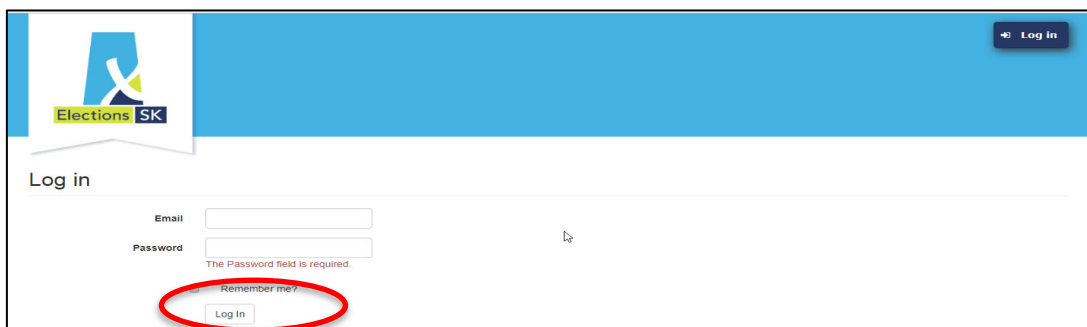 Log in
Elections SK
Log in
Email
Password
The Password field is required.
Remember me?
Log In